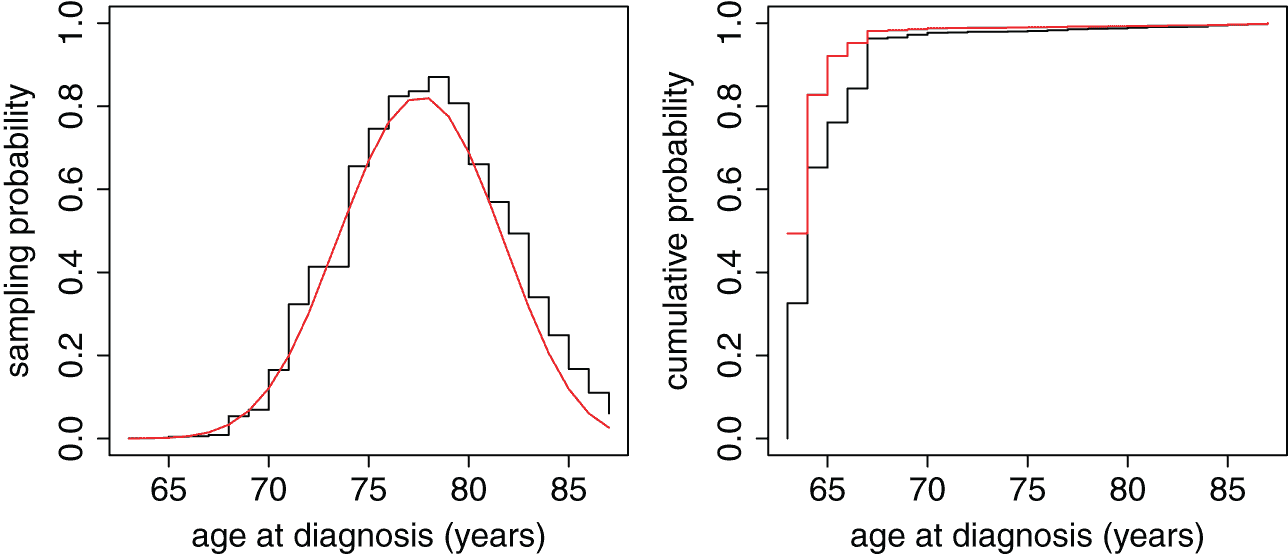 sampling probability
0.0 0.2 0.4 0.6 0.8 1.0
65 70 75 80 85
age at diagnosis (years)
cumulative probability
0.0 0.2 0.4 0.6 0.8 1.0
65 70 75 80 85
age at diagnosis (years)